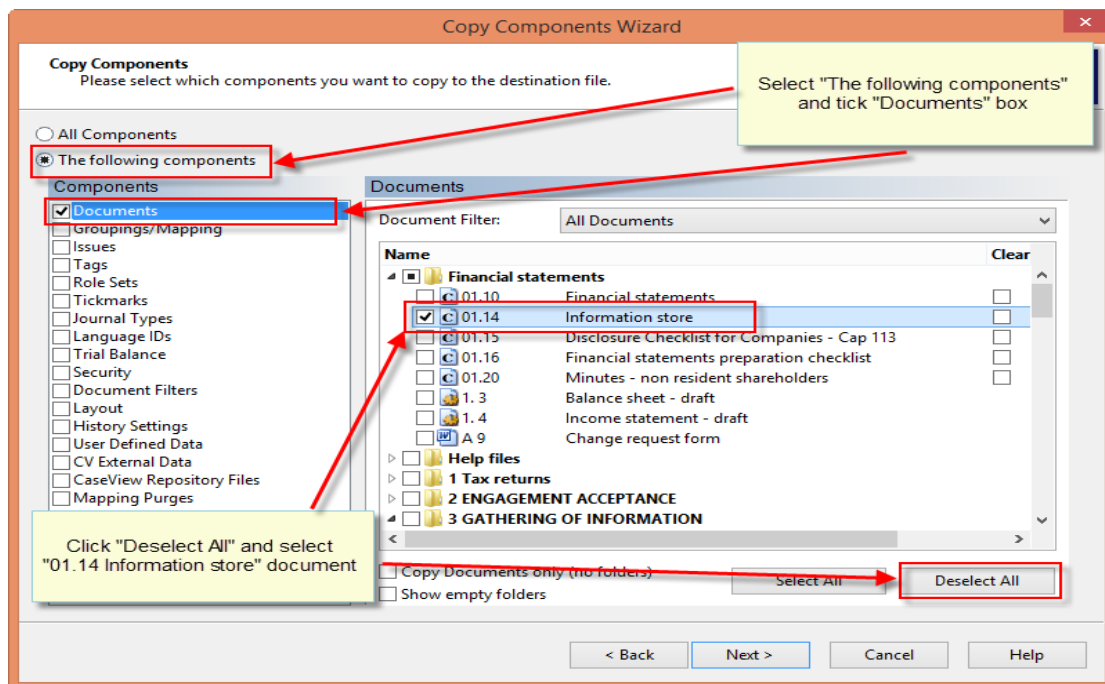 Copy Components Wizard
Copy Components
Please select which components you want to copy to the destination file.
Select "The following components"
and tick "Documents" box
All Components
The following components
Components
Documents
Groupings/Mapping
Issues
Tags
Role Sets
Tickmarks
Journal Types
Language IDs
Trial Balance
Security
Document Filters
Layout
History Settings
User Defined Data
CV External Data
CaseView Repository Files
Mapping Purges
Documents
Document Filter: All Documents
Name Clear
Financial statements
01.10 Financial statements
01.14 Information store
01.15 Disclosure Checklist for Companies - Cap 113
01.16 Financial statements preparation checklist
01.20 Minutes - non resident shareholders
1. 3 Balance sheet - draft
1. 4 Income statement - draft
A 9 Change request form
Help files
1 Tax returns
2 ENGAGEMENT ACCEPTANCE
3 GATHERING OF INFORMATION
Click "Deselect All" and select
"01.14 Information store" document
Copy Documents only (no folders)
Show empty folders
Select All
Deselect All
< Back
Next >
Cancel
Help